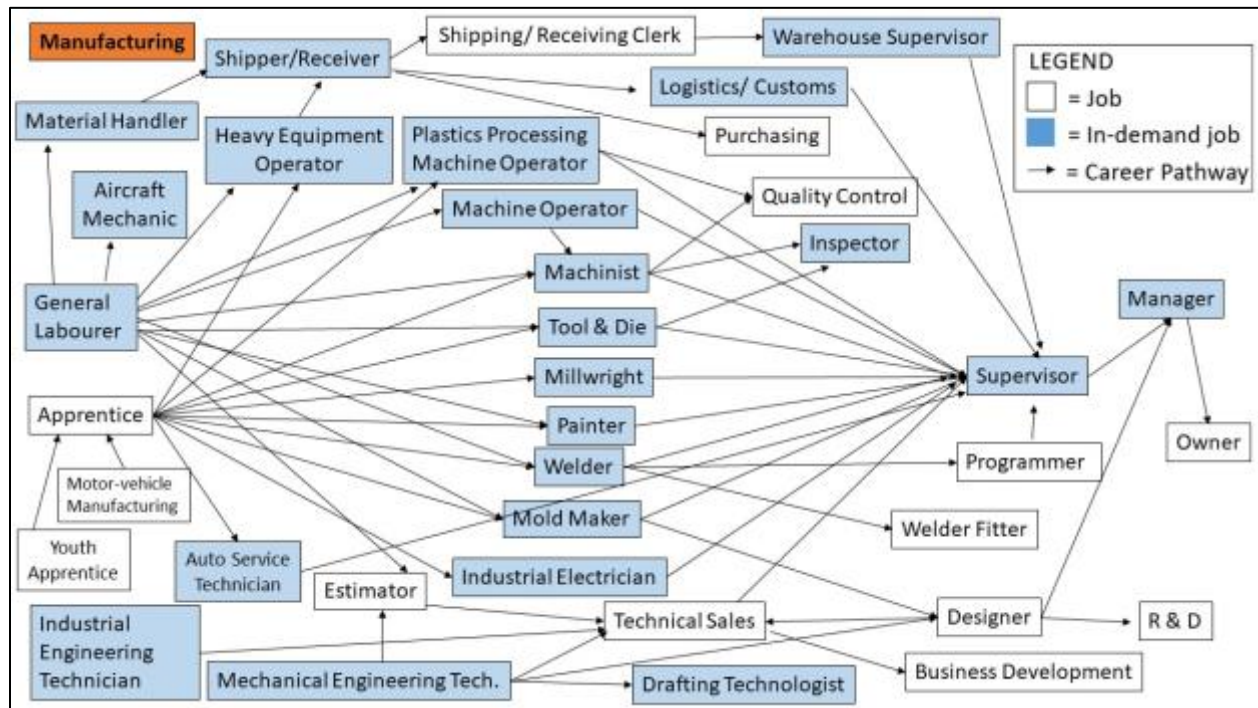 Manufacturing
Shipper/Receiver
Shipping/ Receiving Clerk
Warehouse Supervisor
LEGEND
= Job
= In-demand job
= Career Pathway
Logistics/ Customs
Material Handler
Heavy Equipment
Operator
Plastics Processing
Machine Operator
Purchasing
Aircraft
Mechanic
Quality Control
Machine Operator
Inspector
Machinist
General
Labourer
Manager
Tool & Die
Millwright
Supervisor
Apprentice
Painter
Owner
Welder
Programmer
Motor-vehicle
Manufacturing
Mold Maker
Welder Fitter
Youth
Apprentice
Auto Service
Technician
Industrial Electrician
Estimator
Technical Sales
Designer
R & D
Industrial
Engineering
Technician
Mechanical Engineering Tech.
Drafting Technologist
Business Development